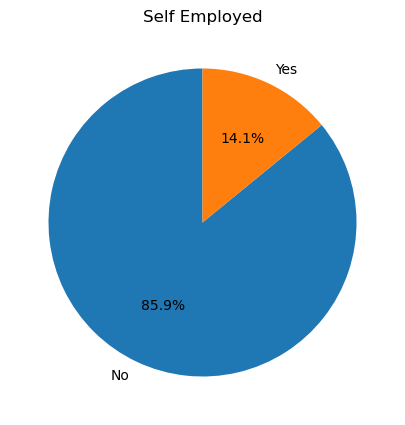 Self Employed
Yes
14.1%
85.9%
No